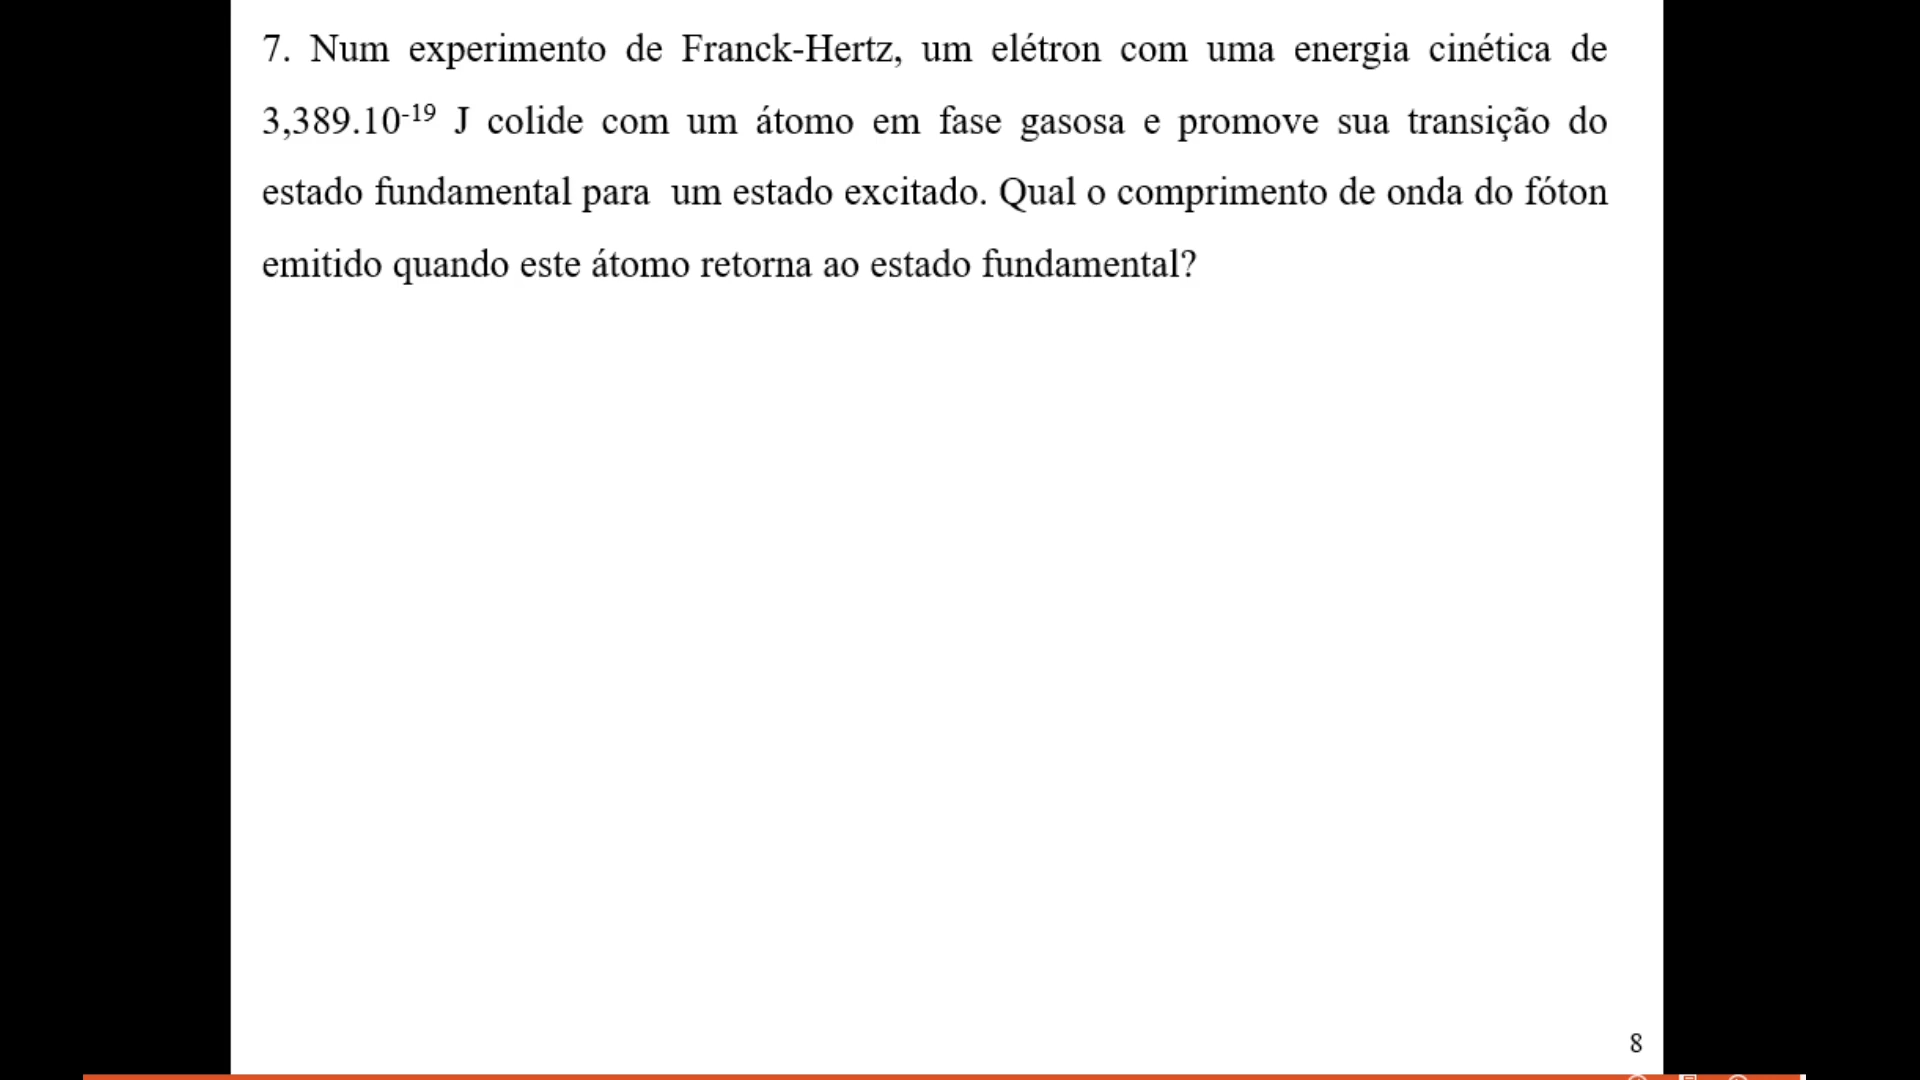 7. Num experimento de Franck-Hertz, um elétron com uma energia cinética de
3,389.10⁻¹⁹ J colide com um átomo em fase gasosa e promove sua transição do
estado fundamental para um estado excitado. Qual o comprimento de onda do fóton
emitido quando este átomo retorna ao estado fundamental?
8